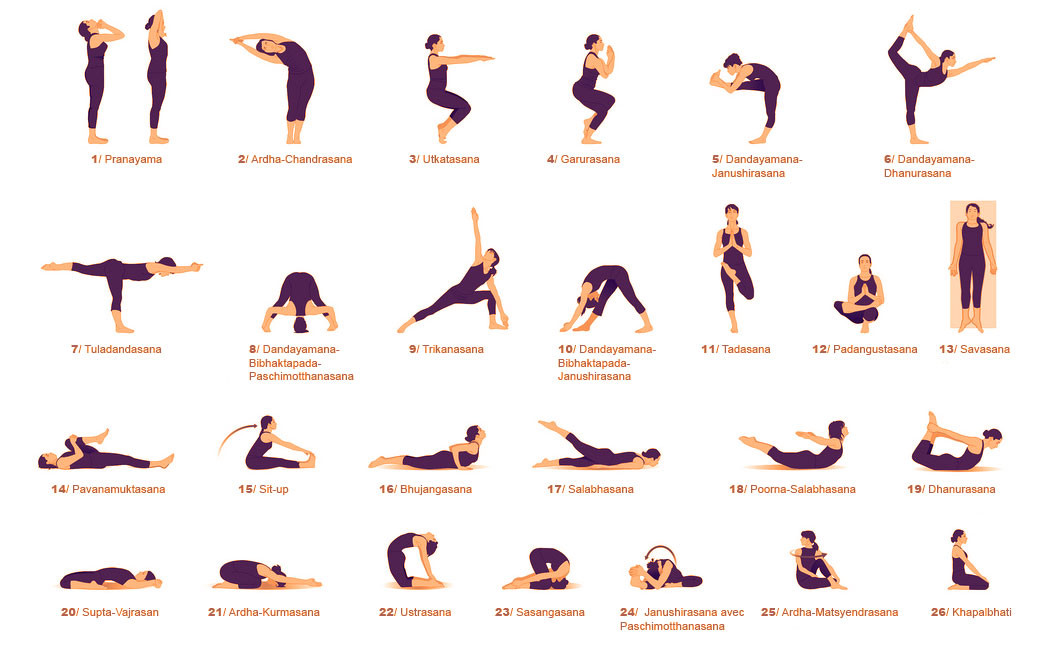 1/ Pranayama
2/ Ardha-Chandrasana
3/ Utkatasana
4/ Garurasana
5/ Dandayamana-
Janushirasana
6/ Dandayamana-
Dhanurasana
7/ Tuladandasana
8/ Dandayamana-
Bibhaktapada-
Paschimotthanasana
9/ Trikanasana
10/ Dandayamana-
Bibhaktapada-
Janushirasana
11/ Tadasana
12/ Padangustasana
13/ Savasana
14/ Pavanamuktasana
15/ Sit-up
16/ Bhujangasana
17/ Salabhasana
18/ Poorna-Salabhasana
19/ Dhanurasana
20/ Supta-Vajrasan
21/ Ardha-Kurmasana
22/ Ustrasana
23/ Sasangasana
24/ Janushirasana avec
Paschimotthanasana
25/ Ardha-Matsyendrasana
26/ Khapalbhati